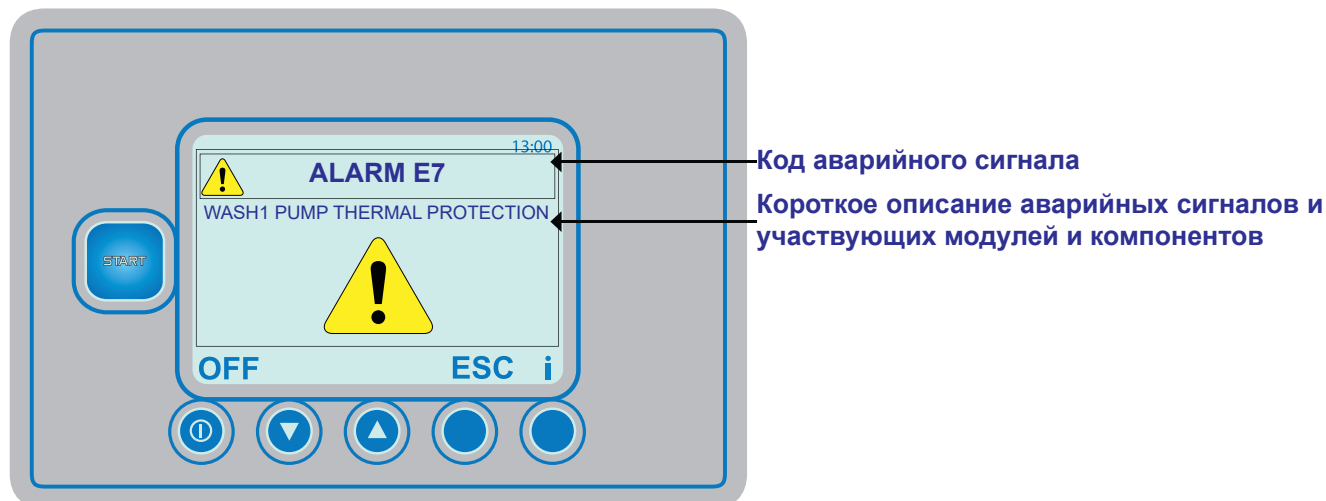 13:00
ALARM E7
WASH1 PUMP THERMAL PROTECTION
START
OFF ESC i
Код аварийного сигнала
Короткое описание аварийных сигналов и
участвующих модулей и компонентов